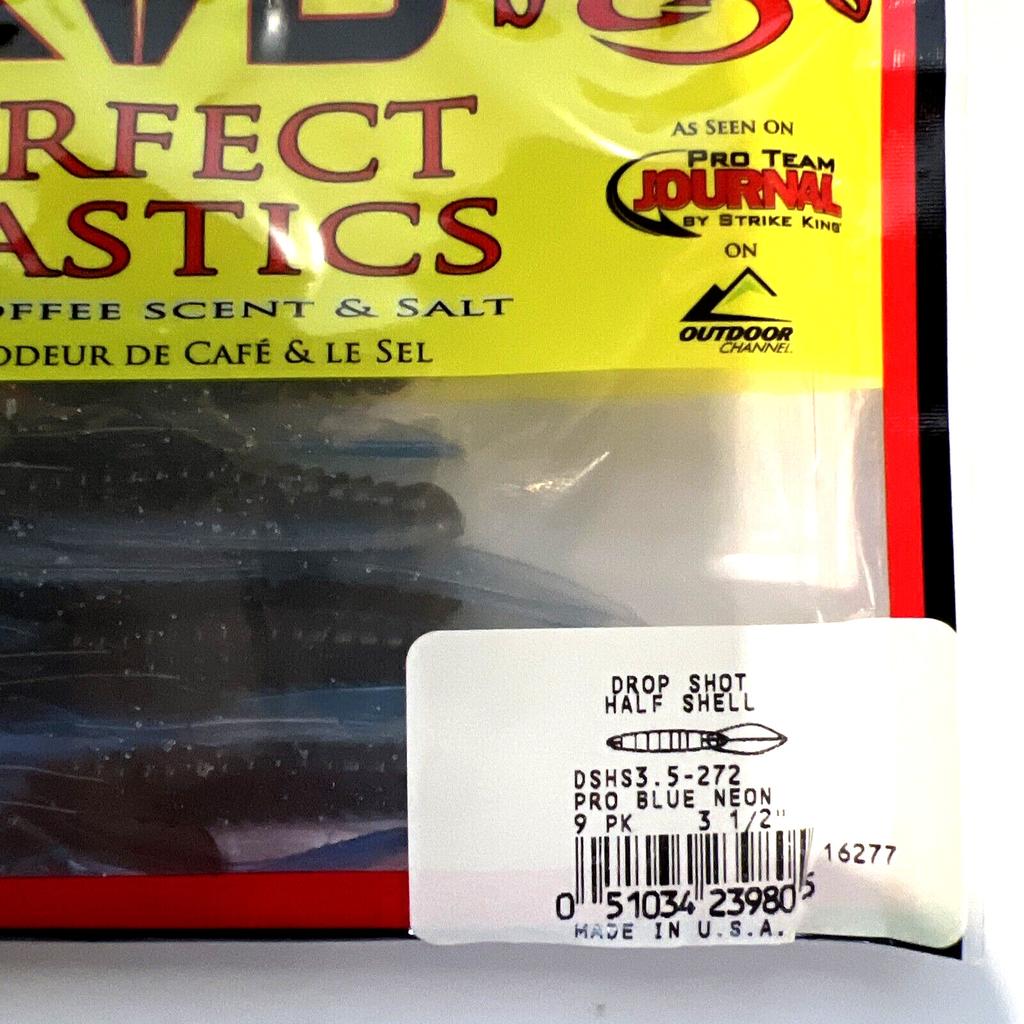 RFECT
ASTICS
OFFEE SCENT & SALT
ODEUR DE CAFÉ & LE SEL
AS SEEN ON
PRO TEAM
JOURNAL
BY STRIKE KING
ON
OUTDOOR
CHANNEL
DROP SHOT
HALF SHELL
DSHS3.5-272
PRO BLUE NEON
9 PK 3 1/2"
16277
0 51034 23980 5
MADE IN U.S.A.